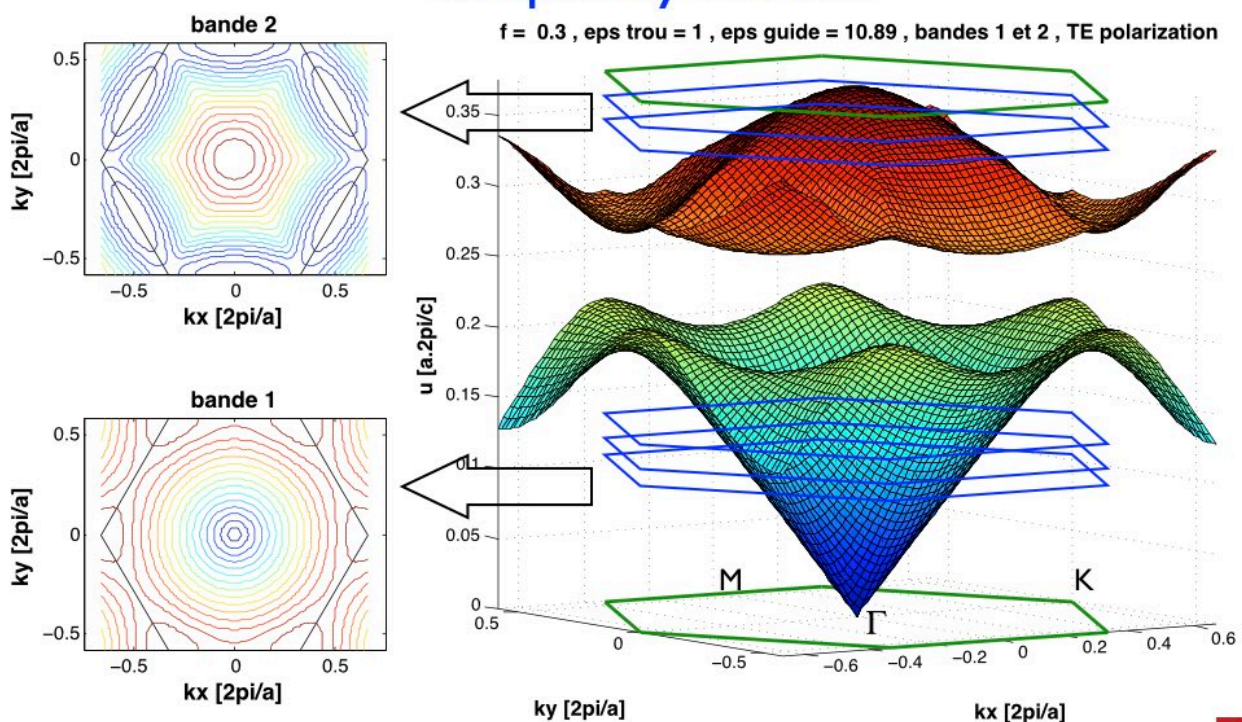 f = 0.3 , eps trou = 1 , eps guide = 10.89 , bandes 1 et 2 , TE polarization
bande 2
0.5
0
−0.5
ky [2pi/a]
−0.5
0
0.5
kx [2pi/a]
bande 1
0.5
0
−0.5
ky [2pi/a]
−0.5
0
0.5
kx [2pi/a]
0.35
0.3
0.25
0.2
0.15
0.1
0.05
0
u [a.2pi/c]
M
K
Γ
0.5
0
−0.5
ky [2pi/a]
−0.6
−0.4
−0.2
0
0.2
0.4
0.6
kx [2pi/a]